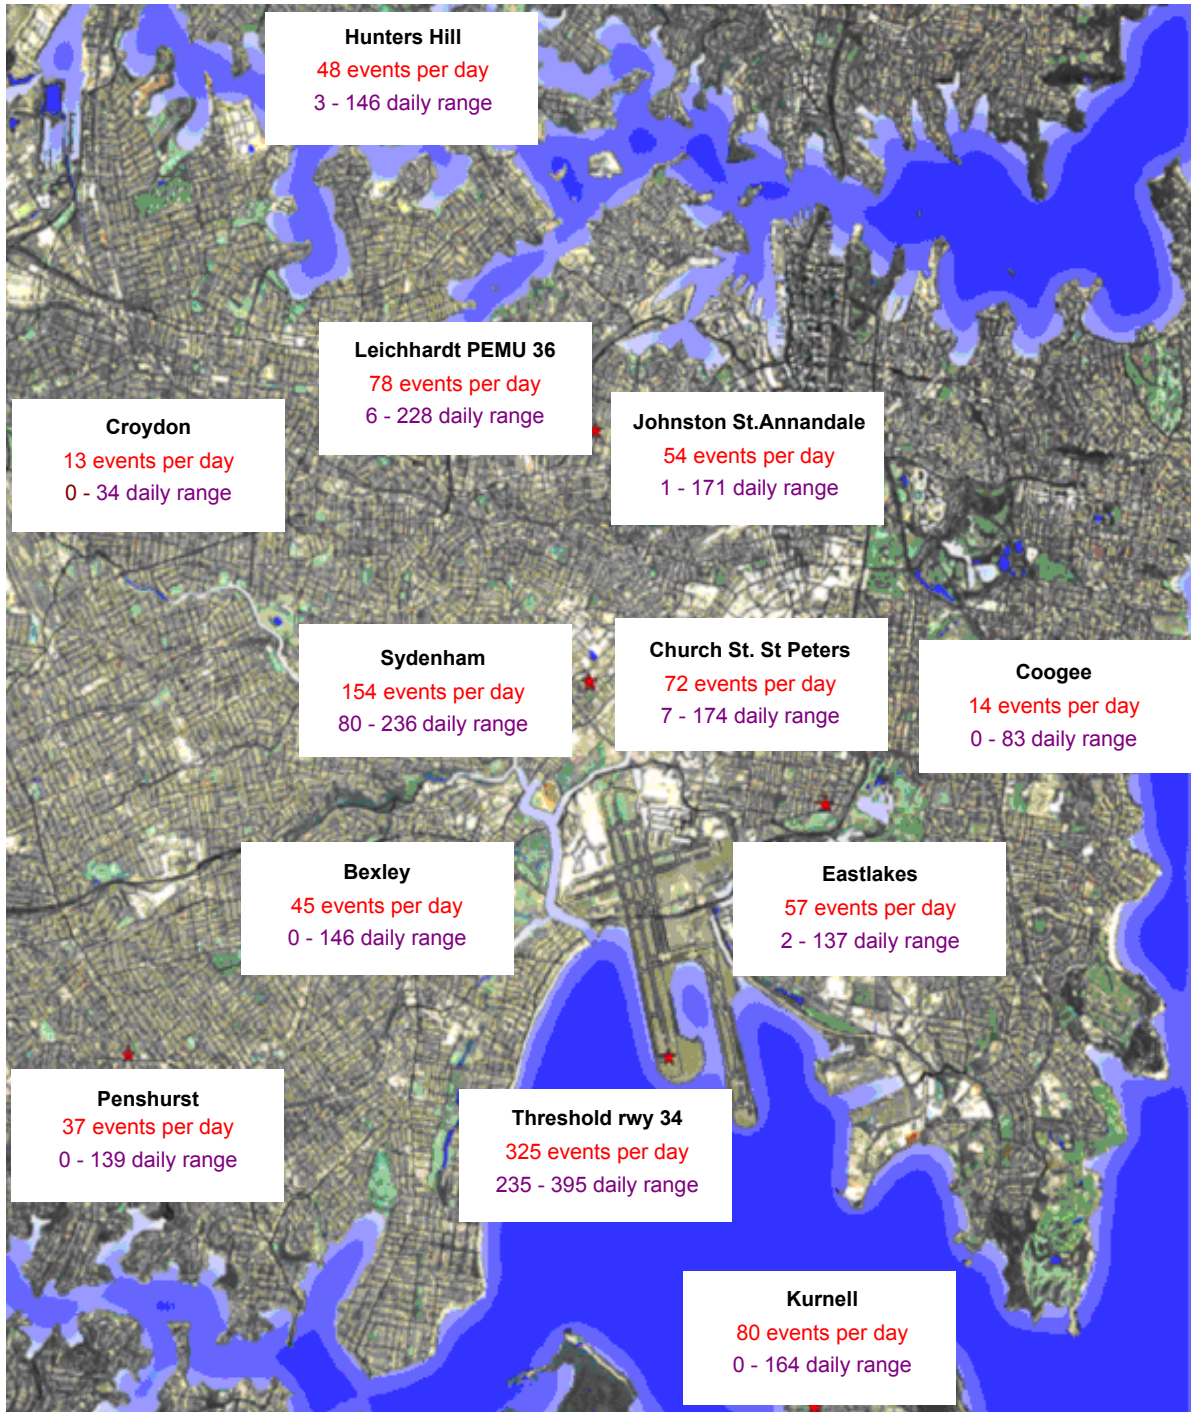 Hunters Hill
48 events per day
3 - 146 daily range
Leichhardt PEMU 36
78 events per day
6 - 228 daily range
Croydon
13 events per day
0 - 34 daily range
Johnston St.Annandale
54 events per day
1 - 171 daily range
Sydenham
154 events per day
80 - 236 daily range
Church St. St Peters
72 events per day
7 - 174 daily range
Coogee
14 events per day
0 - 83 daily range
Bexley
45 events per day
0 - 146 daily range
Eastlakes
57 events per day
2 - 137 daily range
Penshurst
37 events per day
0 - 139 daily range
Threshold rwy 34
325 events per day
235 - 395 daily range
Kurnell
80 events per day
0 - 164 daily range